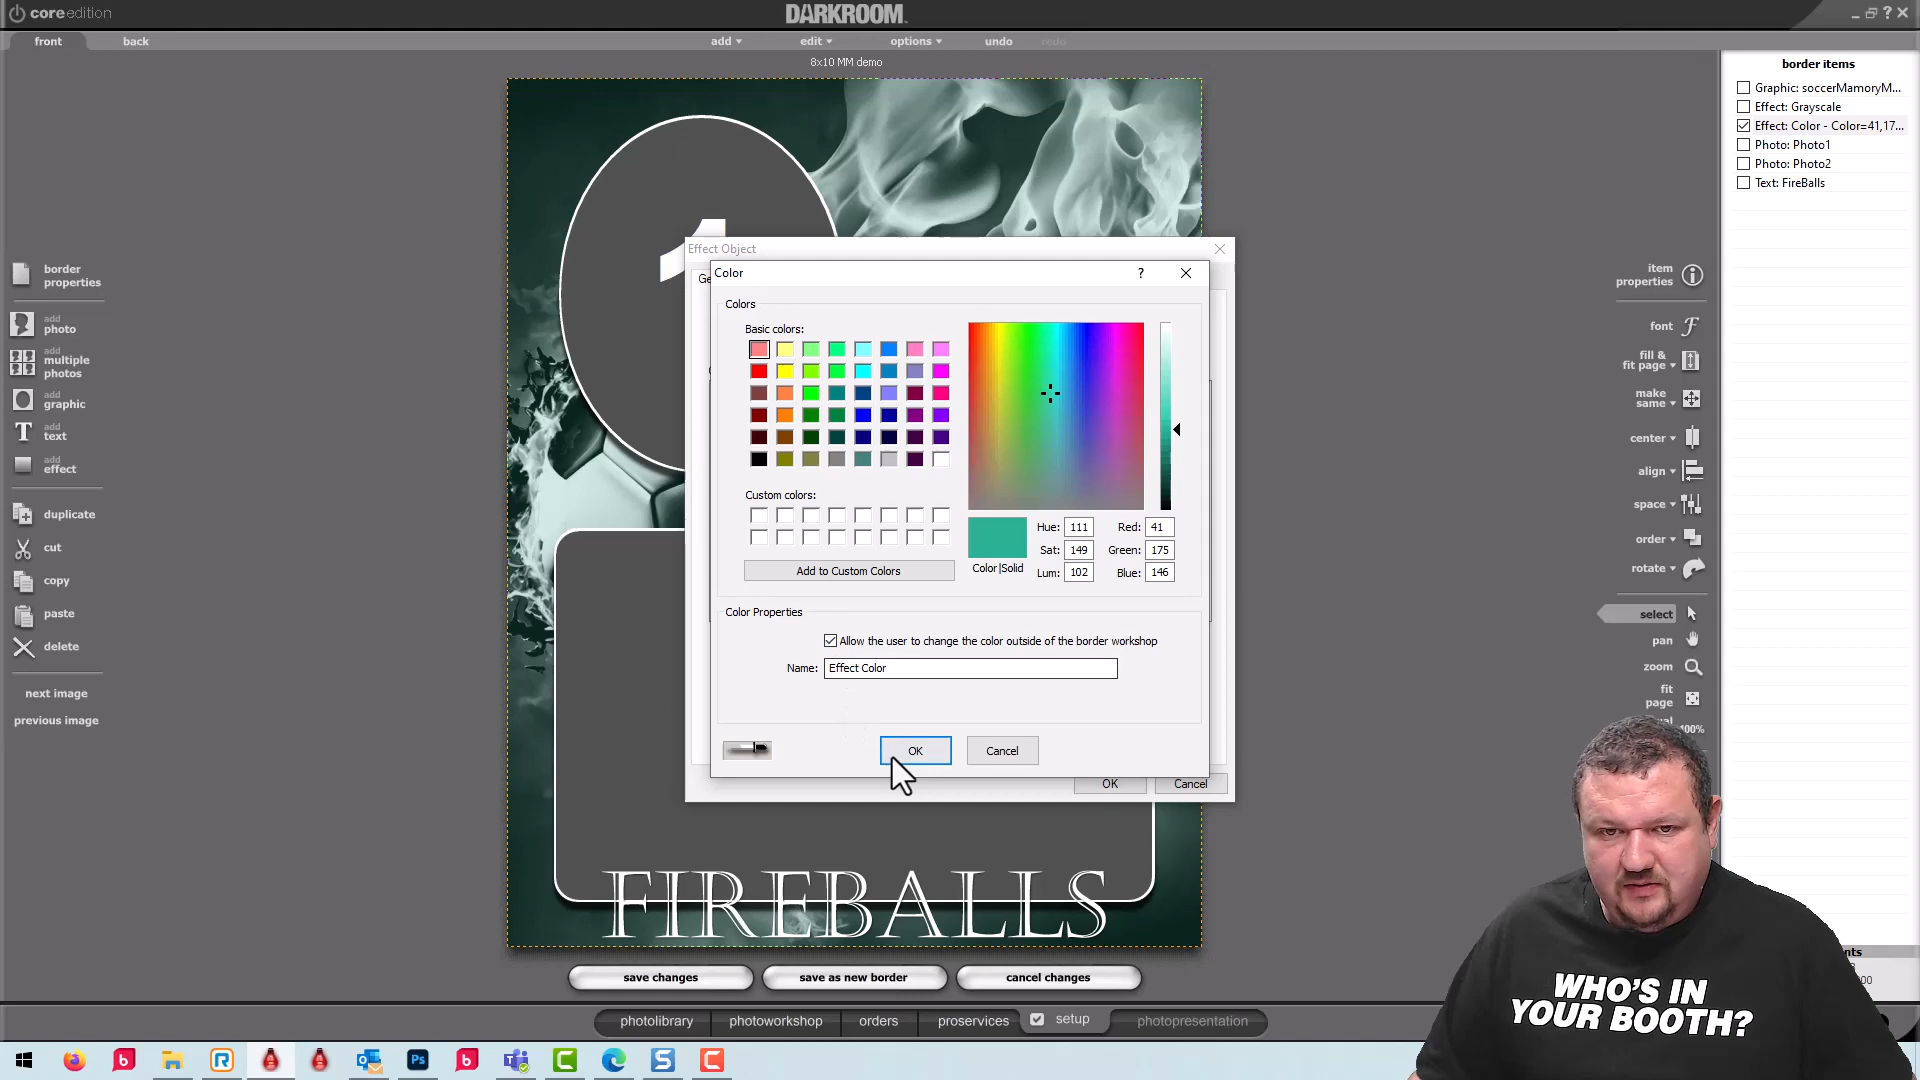 coreedition
DARKROOM
front
back
add
edit
options
undo
redo
8x10 MM demo
border items
Graphic: soccerMamoryM...
Effect: Grayscale
Effect: Color - Color=41,17...
Photo: Photo1
Photo: Photo2
Text: FireBalls
border
properties
add
photo
add
multiple
photos
add
graphic
add
text
add
effect
duplicate
cut
copy
paste
delete
next image
previous image
1
Effect Object
Ge
Color
?
Colors
Basic colors:
Custom colors:
Add to Custom Colors
Color|Solid
Hue: 111
Sat: 149
Lum: 102
Red: 41
Green: 175
Blue: 146
Color Properties
Allow the user to change the color outside of the border workshop
Name: Effect Color
OK
Cancel
OK
Cancel
FIREBALLS
item
properties
font
fill &
fit page
make
same
center
align
space
order
rotate
select
pan
zoom
fit
page
100%
WHO'S IN
YOUR BOOTH?
save changes
save as new border
cancel changes
photolibrary
photoworkshop
orders
proservices
setup
photopresentation